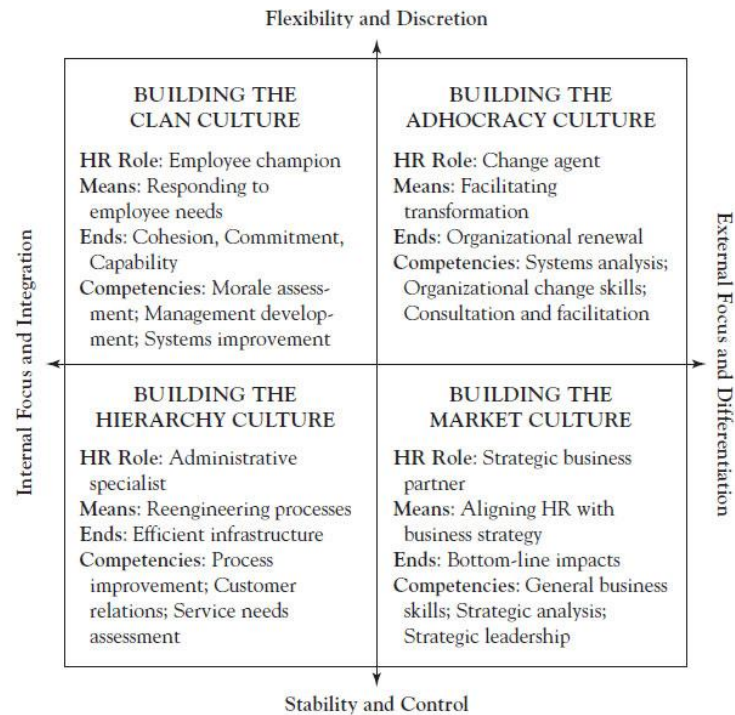 Flexibility and Discretion
BUILDING THE
CLAN CULTURE
HR Role: Employee champion
Means: Responding to
employee needs
Ends: Cohesion, Commitment,
Capability
Competencies: Morale assess-
ment; Management develop-
ment; Systems improvement
BUILDING THE
ADHOCRACY CULTURE
HR Role: Change agent
Means: Facilitating
transformation
Ends: Organizational renewal
Competencies: Systems analysis;
Organizational change skills;
Consultation and facilitation
Internal Focus and Integration
External Focus and Differentiation
BUILDING THE
HIERARCHY CULTURE
HR Role: Administrative
specialist
Means: Reengineering processes
Ends: Efficient infrastructure
Competencies: Process
improvement; Customer
relations; Service needs
assessment
BUILDING THE
MARKET CULTURE
HR Role: Strategic business
partner
Means: Aligning HR with
business strategy
Ends: Bottom-line impacts
Competencies: General business
skills; Strategic analysis;
Strategic leadership
Stability and Control